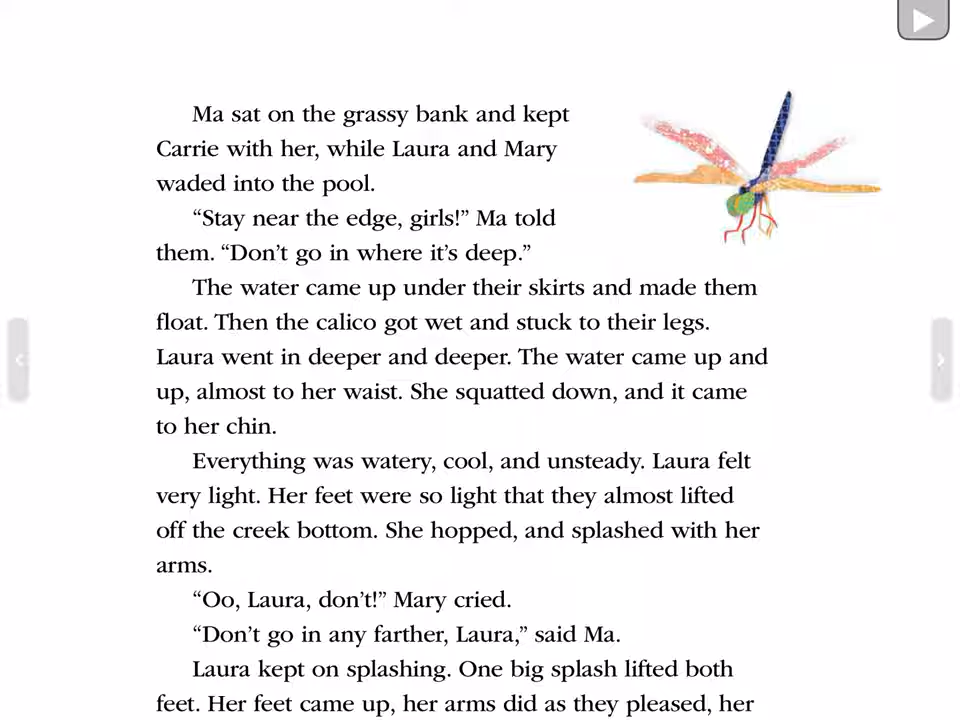 Ma sat on the grassy bank and kept
Carrie with her, while Laura and Mary
waded into the pool.
“Stay near the edge, girls!” Ma told
them. “Don’t go in where it’s deep.”
The water came up under their skirts and made them
float. Then the calico got wet and stuck to their legs.
Laura went in deeper and deeper. The water came up and
up, almost to her waist. She squatted down, and it came
to her chin.
Everything was watery, cool, and unsteady. Laura felt
very light. Her feet were so light that they almost lifted
off the creek bottom. She hopped, and splashed with her
arms.
“Oo, Laura, don’t!” Mary cried.
“Don’t go in any farther, Laura,” said Ma.
Laura kept on splashing. One big splash lifted both
feet. Her feet came up, her arms did as they pleased, her